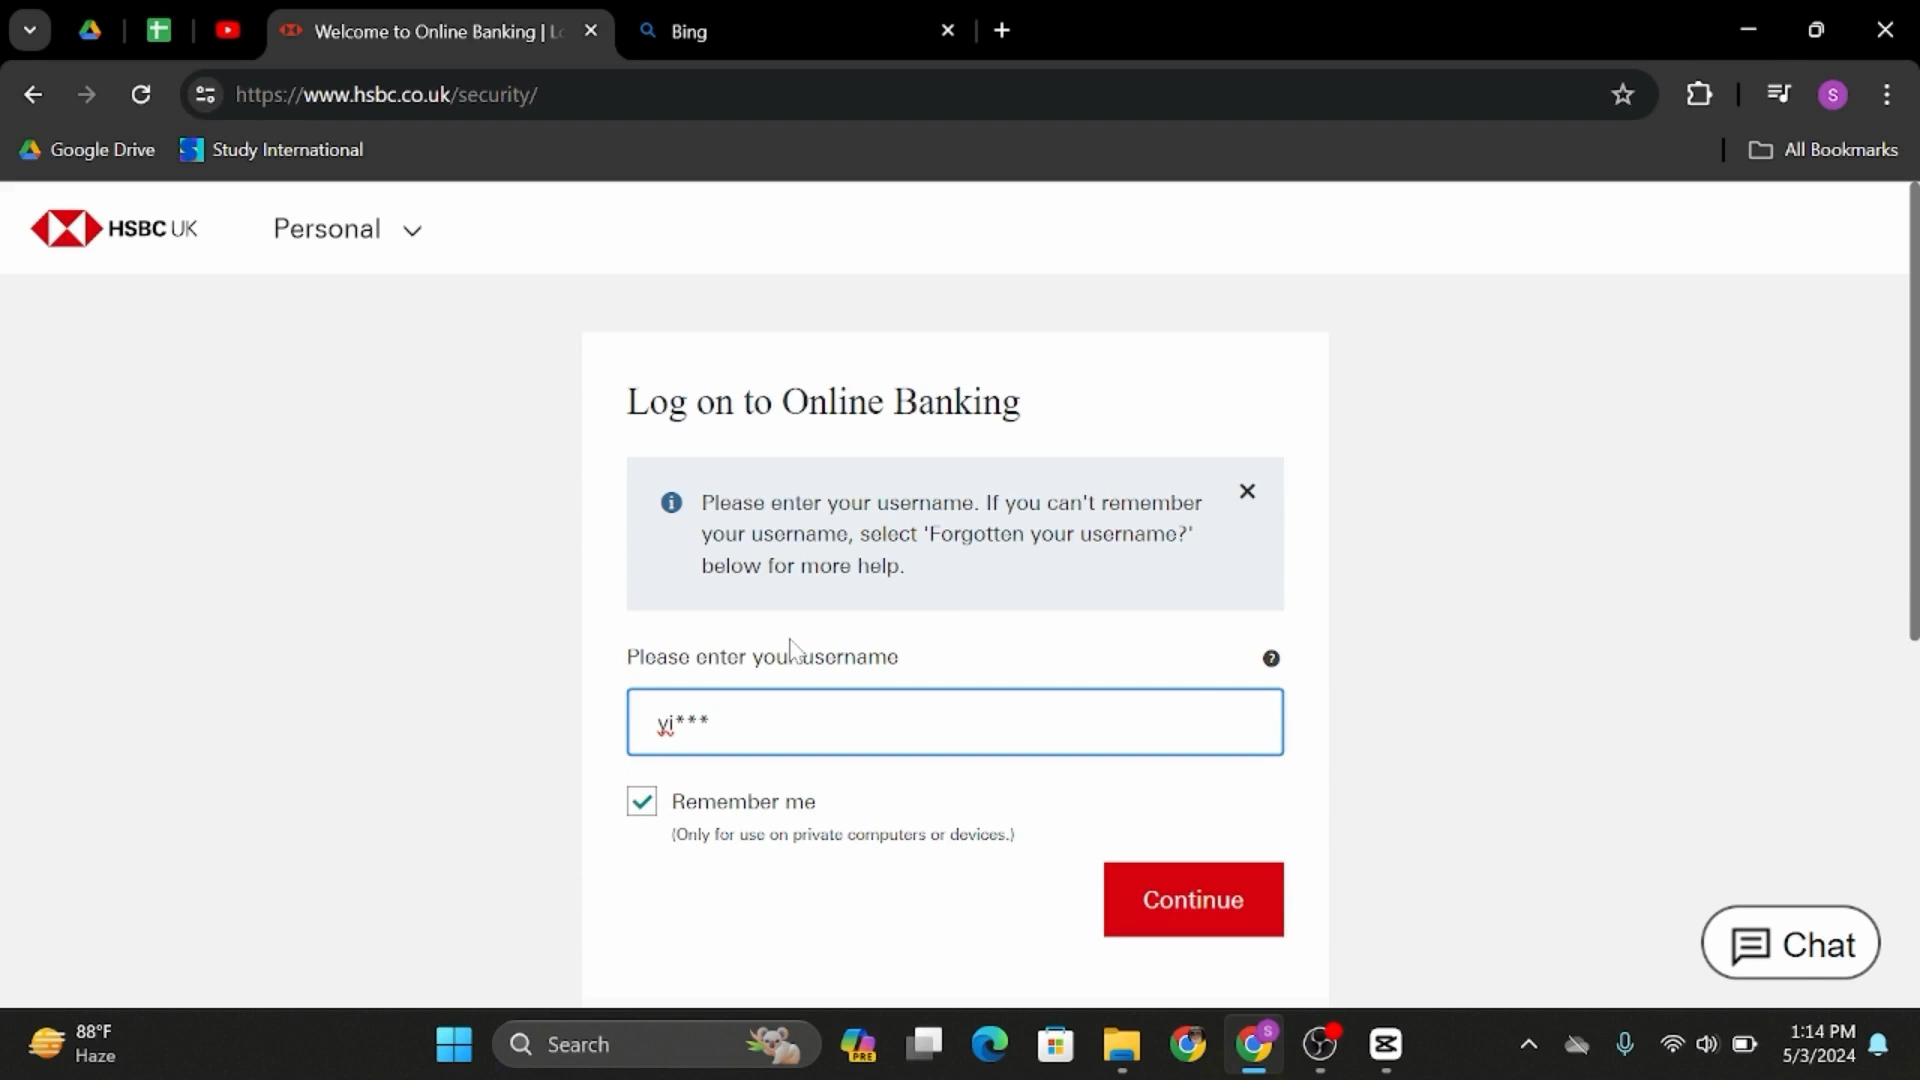 Welcome to Online Banking | Lo
Bing
https://www.hsbc.co.uk/security/
S
Google Drive
Study International
All Bookmarks
HSBC UK
Personal
Log on to Online Banking
Please enter your username. If you can't remember
your username, select 'Forgotten your username?'
below for more help.
Please enter your username
yi***
Remember me
(Only for use on private computers or devices.)
Continue
Chat
88°F
Haze
Search
PRE
S
1:14 PM
5/3/2024